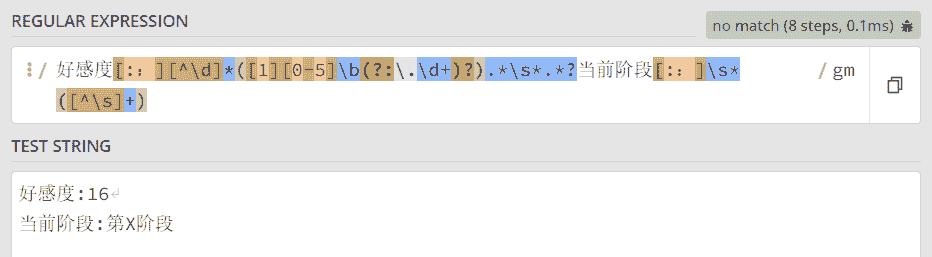 REGULAR EXPRESSION
no match (8 steps, 0.1ms)
/ 好感度[:：][^\d]*([1][0-5]\b(?:\.\d+)?).*\s*.*?当前阶段[:：]\s* / gm
([^\s]+)
TEST STRING
好感度:16
当前阶段:第X阶段